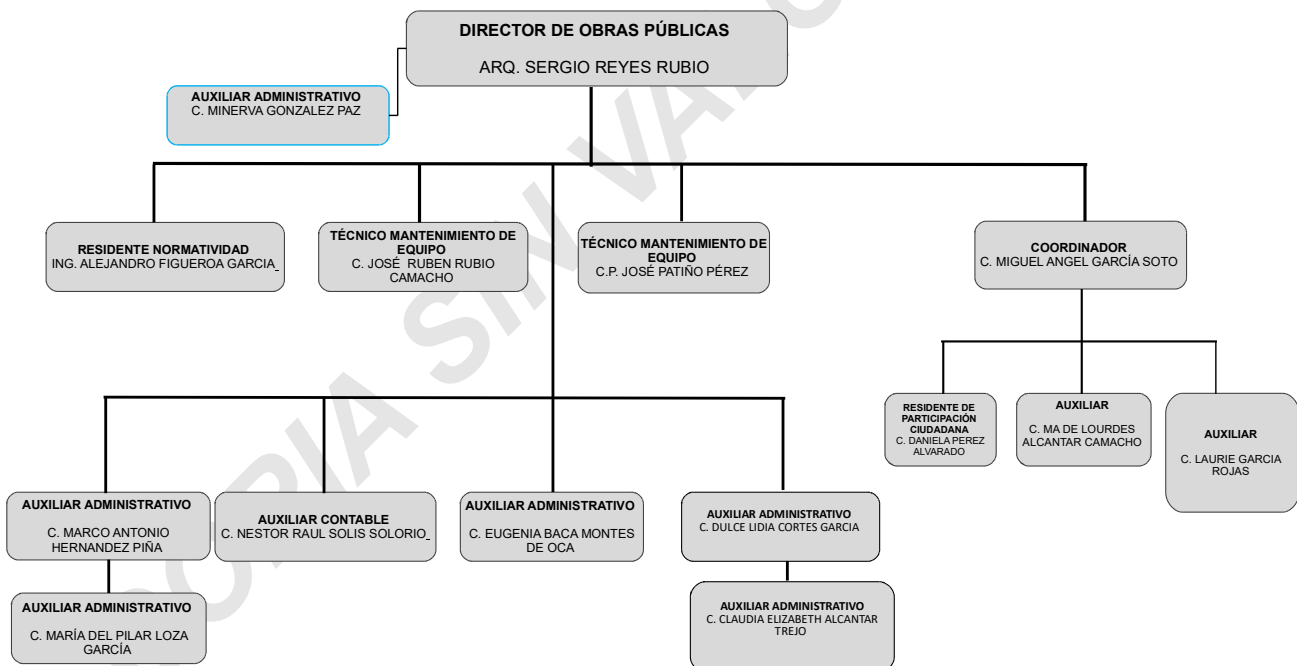 DIRECTOR DE OBRAS PÚBLICAS
ARQ. SERGIO REYES RUBIO
AUXILIAR ADMINISTRATIVO
C. MINERVA GONZALEZ PAZ
RESIDENTE NORMATIVIDAD
ING. ALEJANDRO FIGUEROA GARCIA
TÉCNICO MANTENIMIENTO DE
EQUIPO
C. JOSÉ RUBEN RUBIO
CAMACHO
TÉCNICO MANTENIMIENTO DE
EQUIPO
C.P. JOSÉ PATIÑO PÉREZ
COORDINADOR
C. MIGUEL ANGEL GARCÍA SOTO
RESIDENTE DE
PARTICIPACIÓN
CIUDADANA
C. DANIELA PEREZ
ALVARADO
AUXILIAR
C. MA DE LOURDES
ALCANTAR CAMACHO
AUXILIAR
C. LAURIE GARCIA
ROJAS
AUXILIAR ADMINISTRATIVO
C. MARCO ANTONIO
HERNANDEZ PIÑA
AUXILIAR CONTABLE
C. NESTOR RAUL SOLIS SOLORIO
AUXILIAR ADMINISTRATIVO
C. EUGENIA BACA MONTES
DE OCA
AUXILIAR ADMINISTRATIVO
C. DULCE LIDIA CORTES GARCIA
AUXILIAR ADMINISTRATIVO
C. MARÍA DEL PILAR LOZA
GARCÍA
AUXILIAR ADMINISTRATIVO
C. CLAUDIA ELIZABETH ALCANTAR
TREJO
SIN